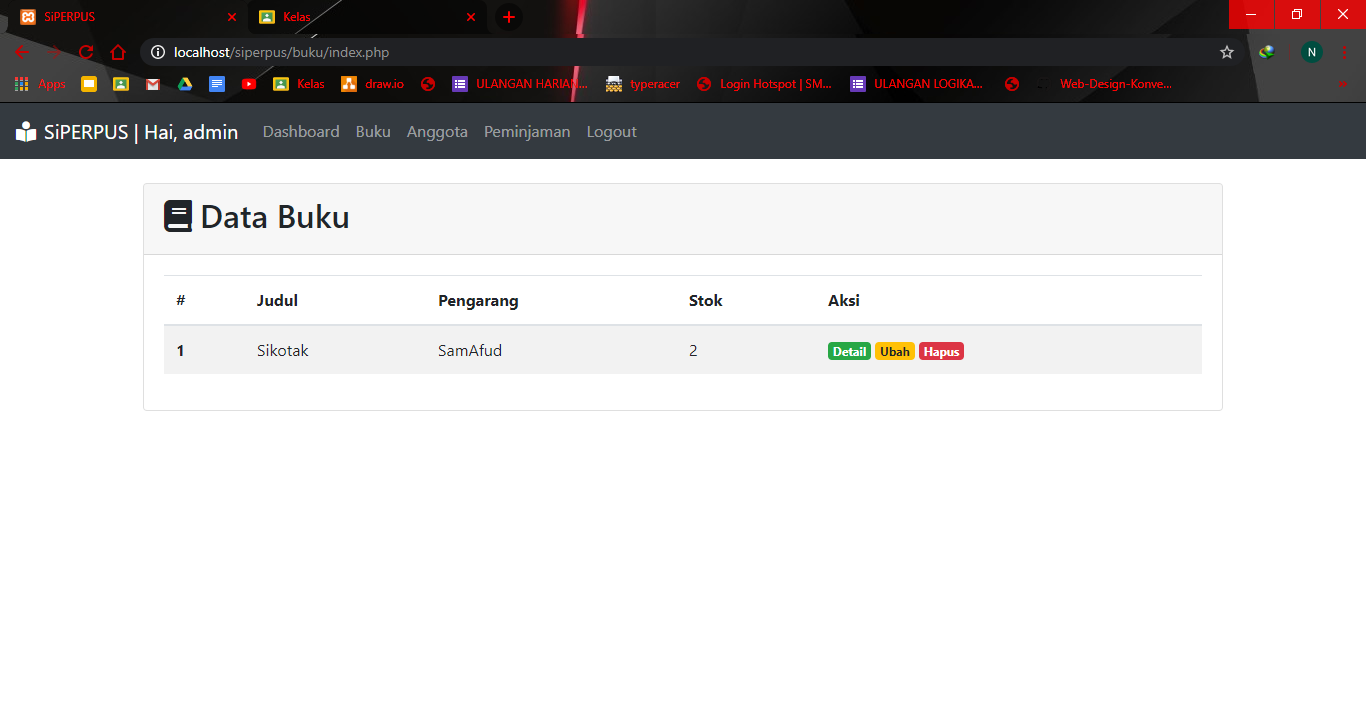 SiPERPUS Kelas
localhost/siperpus/buku/index.php N
Apps Kelas draw.io ULANGAN HARIAN... typeracer Login Hotspot | SM... ULANGAN LOGIKA... Web-Design-Konve...
SiPERPUS | Hai, admin Dashboard Buku Anggota Peminjaman Logout
Data Buku
# Judul Pengarang Stok Aksi
1 Sikotak SamAfud 2 Detail Ubah Hapus